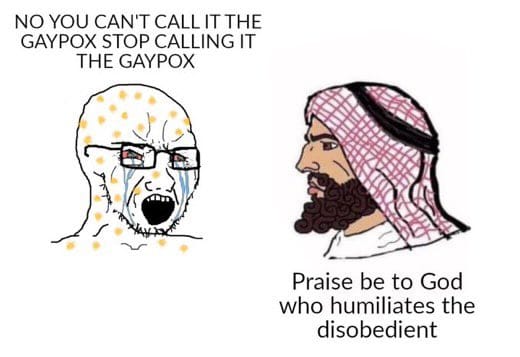 NO YOU CAN'T CALL IT THE
GAYPOX STOP CALLING IT
THE GAYPOX
Praise be to God
who humiliates the
disobedient